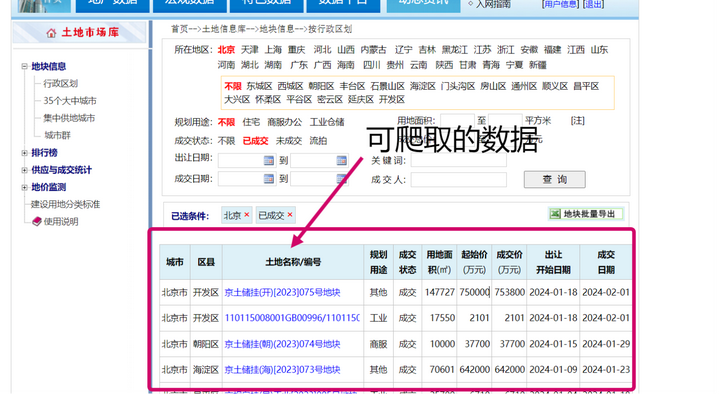 宏观数据
动态资讯
入网指南
[用户信息] [退出]
土地市场库
首页-->土地信息库-->地块信息-->按行政区划
地块信息
行政区划
35个大中城市
集中供地城市
城市群
排行榜
供应与成交统计
地价监测
建设用地分类标准
使用说明
所在地区： 北京 天津 上海 重庆 河北 山西 内蒙古 辽宁 吉林 黑龙江 江苏 浙江 安徽 福建 江西 山东
河南 湖北 湖南 广东 广西 海南 四川 贵州 云南 陕西 甘肃 青海 宁夏 新疆
不限 东城区 西城区 朝阳区 丰台区 石景山区 海淀区 门头沟区 房山区 通州区 顺义区 昌平区
大兴区 怀柔区 平谷区 密云区 延庆区 开发区
规划用途： 不限 住宅 商服办公 工业仓储 用地面积： 至 平方米 [注]
成交状态： 不限 已成交 未成交 流拍
可爬取的数据
出让日期： 到 关 键 词：
成交日期： 到 成 交 人： 查 询
已选条件： 北京 × 已成交 × 地块批量导出
城市 区县 土地名称/编号 规划用途 成交状态 用地面积(㎡) 起始价(万元) 成交价(万元) 出让开始日期 成交日期
北京市 开发区 京土储挂(开)[2023]075号地块 其他 成交 147727 750000 753800 2024-01-18 2024-02-01
北京市 开发区 110115008001GB00996/1101150 工业 成交 17550 2101 2101 2024-01-18 2024-02-01
北京市 朝阳区 京土储挂(朝)[2023]074号地块 商服 成交 10000 37700 37700 2024-01-15 2024-01-29
北京市 海淀区 京土储挂(海)[2023]073号地块 其他 成交 70601 642000 642000 2024-01-09 2024-01-23